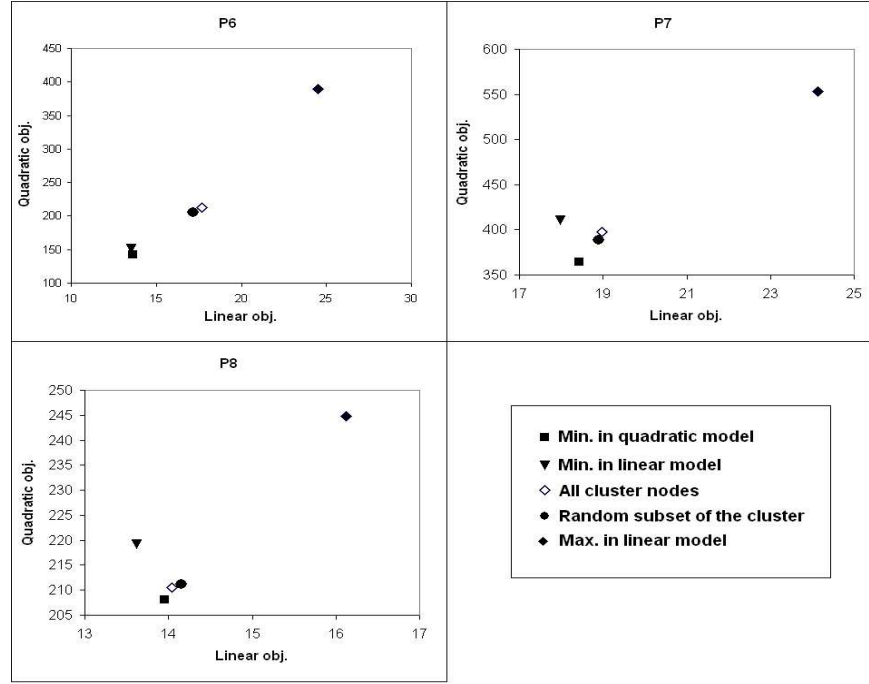 P6
450
400
350
300
250
200
150
100
Quadratic obj.
10 15 20 25 30
Linear obj.
P7
600
550
500
450
400
350
Quadratic obj.
17 19 21 23 25
Linear obj.
P8
250
245
240
235
230
225
220
215
210
205
Quadratic obj.
13 14 15 16 17
Linear obj.
Min. in quadratic model
Min. in linear model
All cluster nodes
Random subset of the cluster
Max. in linear model